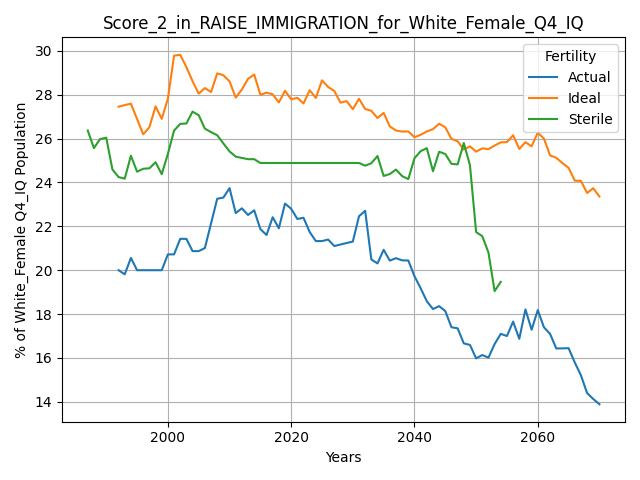 Score_2_in_RAISE_IMMIGRATION_for_White_Female_Q4_IQ
% of White_Female Q4_IQ Population
30
28
26
24
22
20
18
16
14
2000
2020
2040
2060
Years
Fertility
Actual
Ideal
Sterile